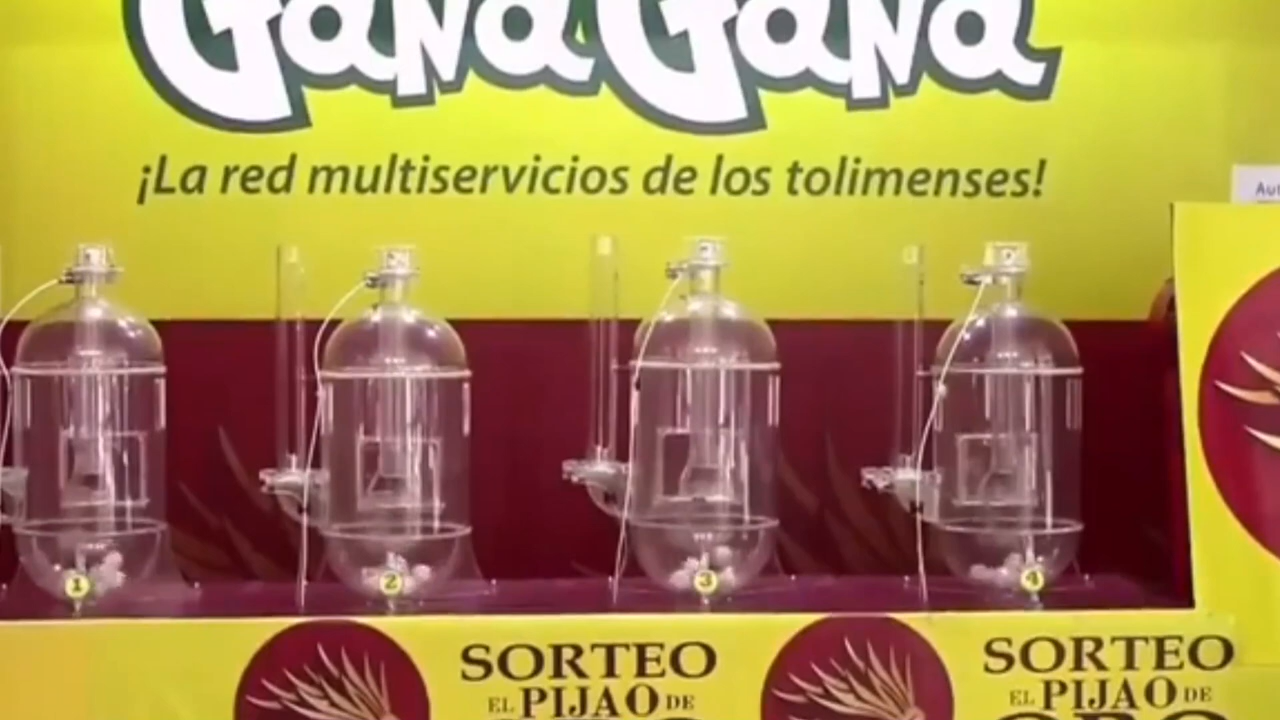 GanaGana
¡La red multiservicios de los tolimenses!
Aut
1
2
3
4
SORTEO
EL PIJAO DE
SORTEO
EL PIJAO DE